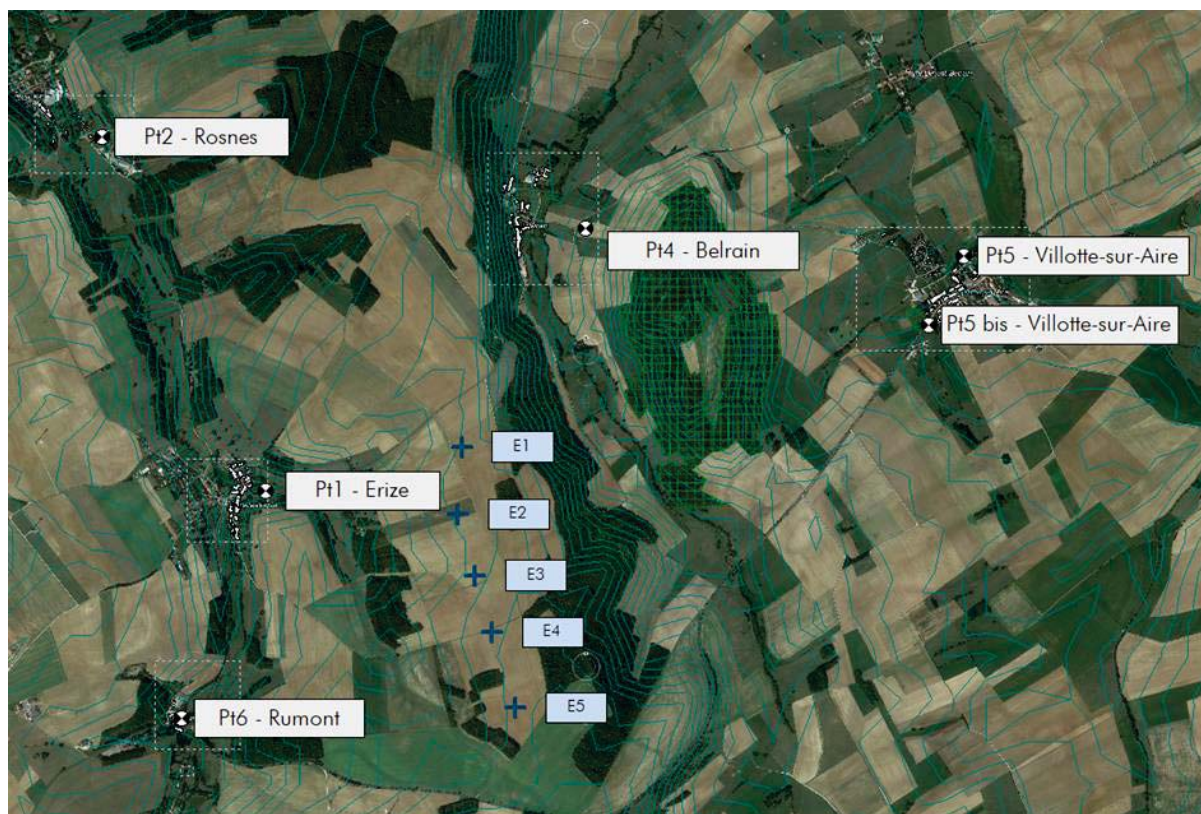 Pt2 - Rosnes
Pt4 - Belrain
Pt5 - Villotte-sur-Aire
Pt5 bis - Villotte-sur-Aire
E1
Pt1 - Erize
E2
E3
E4
E5
Pt6 - Rumont